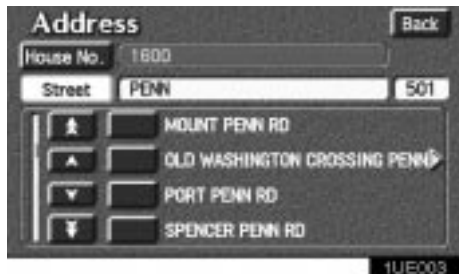 Address Back
House No. 1600
Street PENN 501
MOUNT PENN RD
OLD WASHINGTON CROSSING PENN
PORT PENN RD
SPENCER PENN RD
1UE003